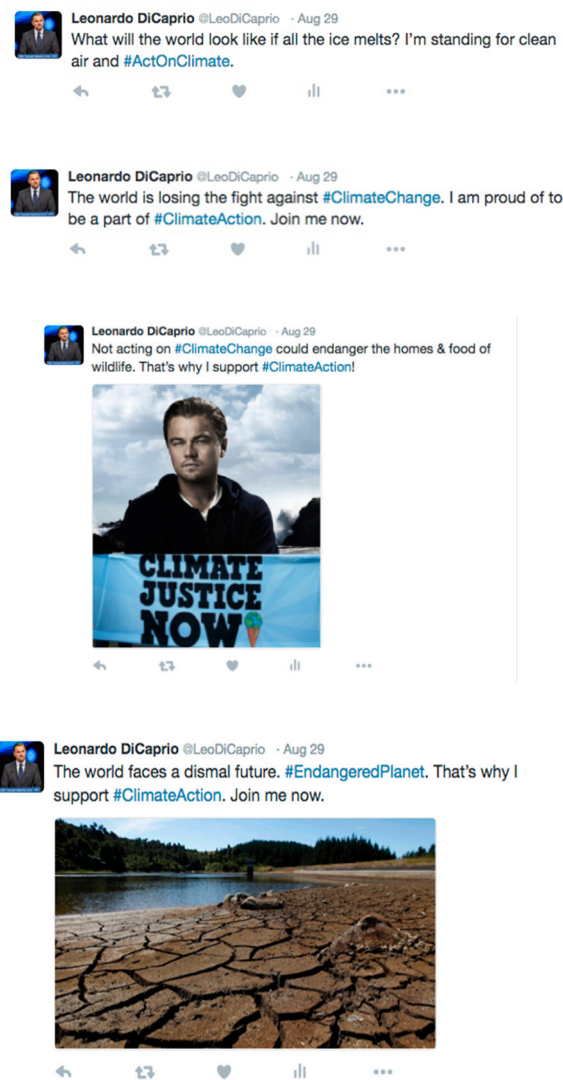 Leonardo DiCaprio @LeoDiCaprio · Aug 29
What will the world look like if all the ice melts? I'm standing for clean
air and #ActOnClimate.
Leonardo DiCaprio @LeoDiCaprio · Aug 29
The world is losing the fight against #ClimateChange. I am proud of to
be a part of #ClimateAction. Join me now.
Leonardo DiCaprio @LeoDiCaprio · Aug 29
Not acting on #ClimateChange could endanger the homes & food of
wildlife. That's why I support #ClimateAction!
CLIMATE
JUSTICE
NOW
Leonardo DiCaprio @LeoDiCaprio · Aug 29
The world faces a dismal future. #EndangeredPlanet. That's why I
support #ClimateAction. Join me now.